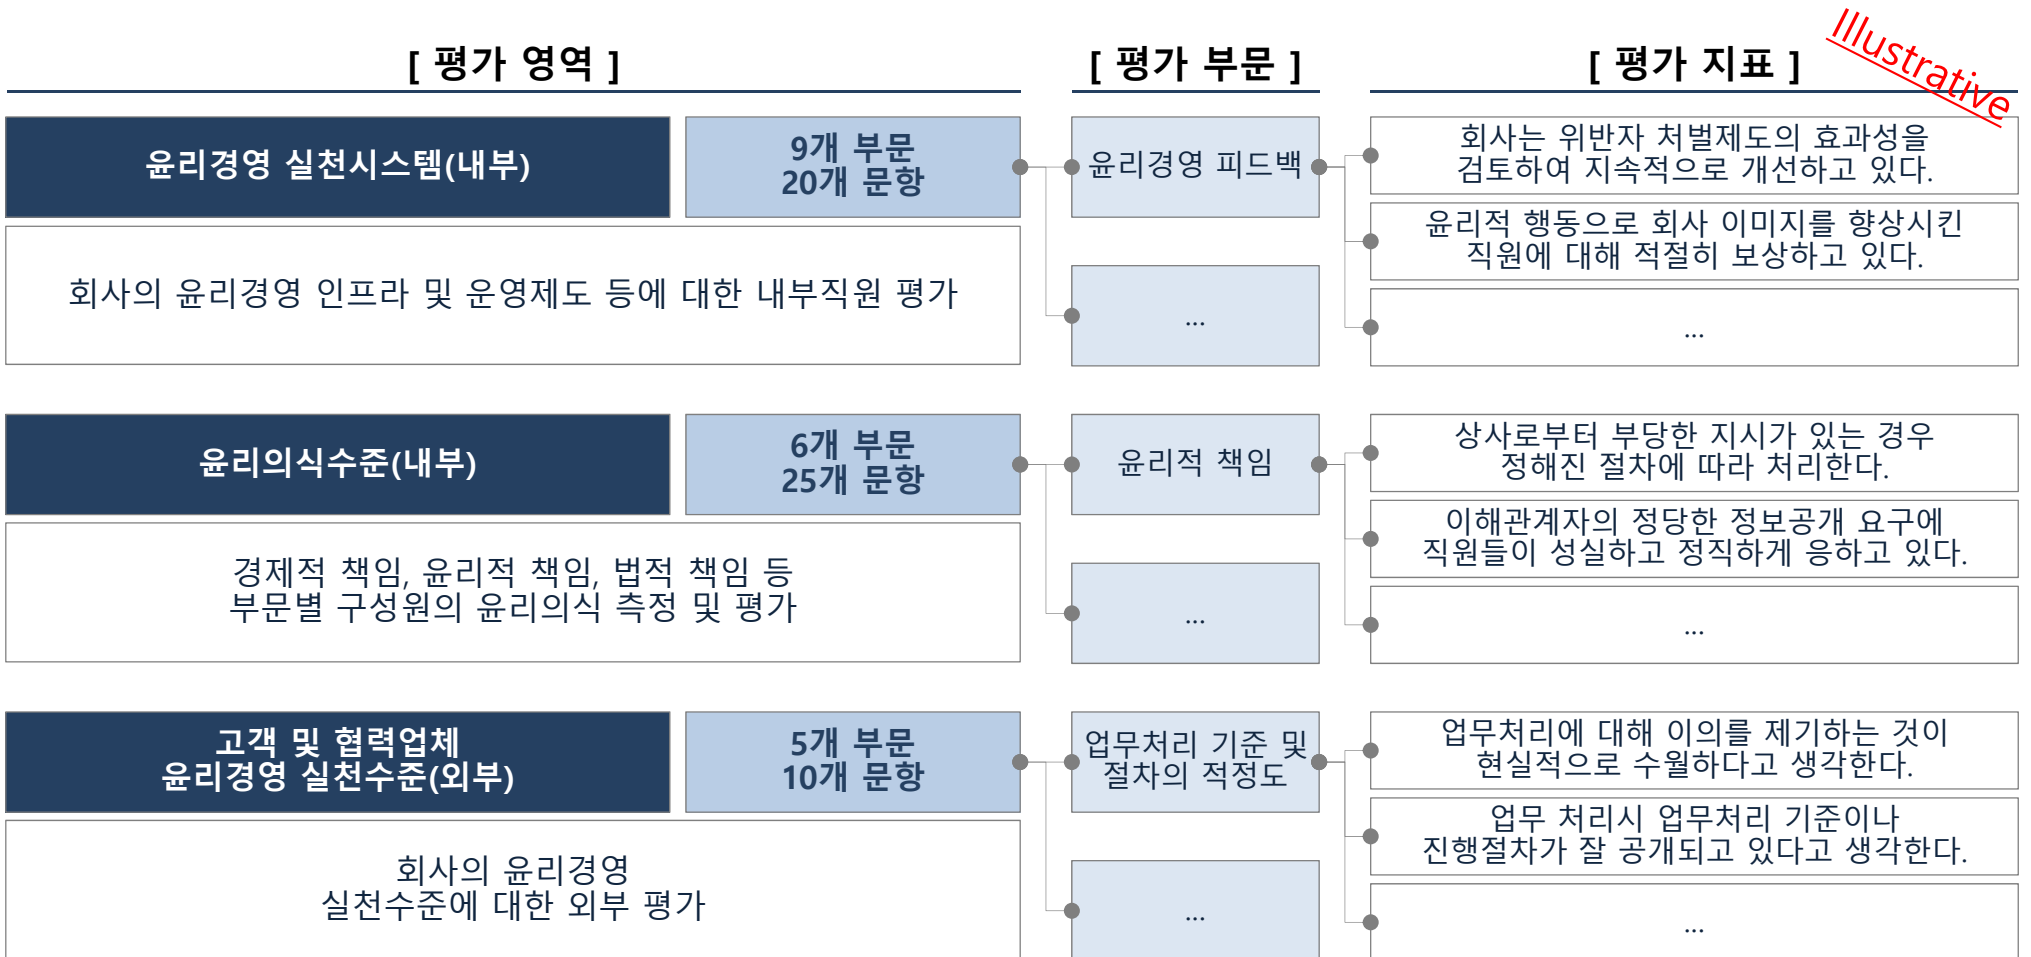 [ 평가 영역 ]
[ 평가 부문 ]
[ 평가 지표 ]
Illustrative
윤리경영 실천시스템(내부)
9개 부문
20개 문항
회사의 윤리경영 인프라 및 운영제도 등에 대한 내부직원 평가
윤리경영 피드백
...
회사는 위반자 처벌제도의 효과성을
검토하여 지속적으로 개선하고 있다.
윤리적 행동으로 회사 이미지를 향상시킨
직원에 대해 적절히 보상하고 있다.
...
윤리의식수준(내부)
6개 부문
25개 문항
경제적 책임, 윤리적 책임, 법적 책임 등
부문별 구성원의 윤리의식 측정 및 평가
윤리적 책임
...
상사로부터 부당한 지시가 있는 경우
정해진 절차에 따라 처리한다.
이해관계자의 정당한 정보공개 요구에
직원들이 성실하고 정직하게 응하고 있다.
...
고객 및 협력업체
윤리경영 실천수준(외부)
5개 부문
10개 문항
회사의 윤리경영
실천수준에 대한 외부 평가
업무처리 기준 및
절차의 적정도
...
업무처리에 대해 이의를 제기하는 것이
현실적으로 수월하다고 생각한다.
업무 처리시 업무처리 기준이나
진행절차가 잘 공개되고 있다고 생각한다.
...